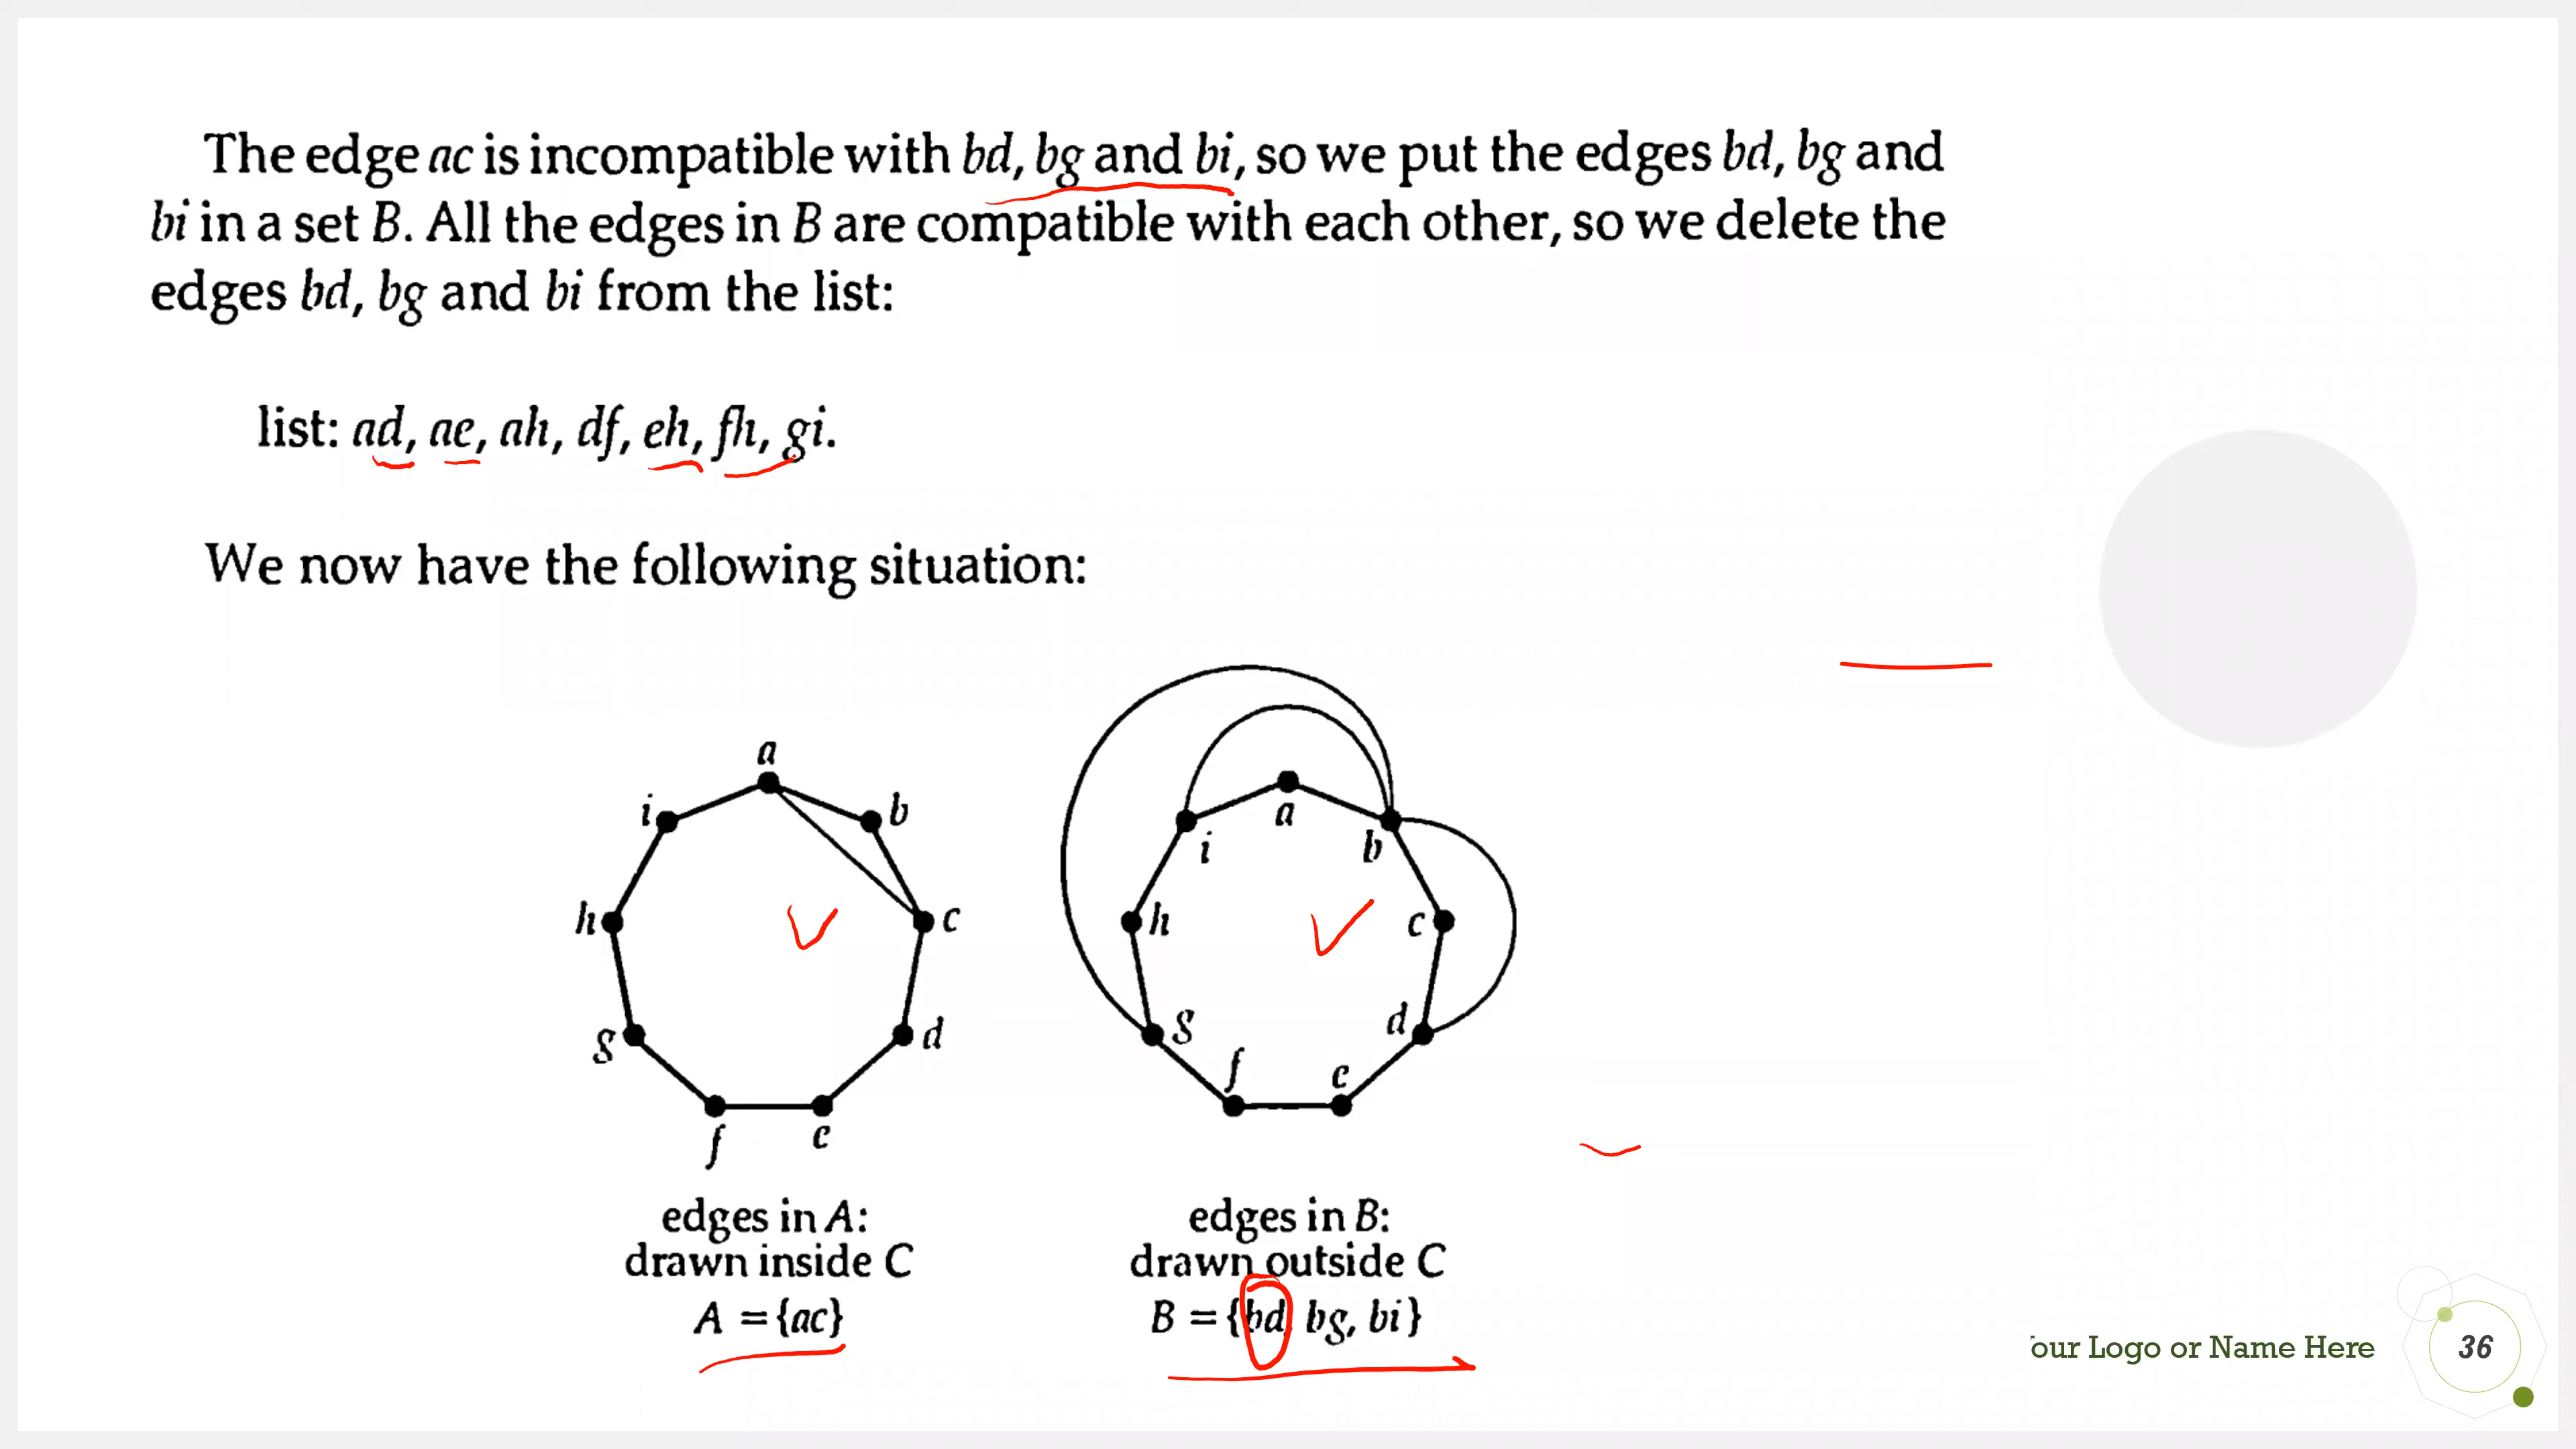 The edge ac is incompatible with bd, bg and bi, so we put the edges bd, bg and
bi in a set B. All the edges in B are compatible with each other, so we delete the
edges bd, bg and bi from the list:
list: ad, ae, ah, df, eh, fh, gi.
We now have the following situation:
a
b
c
d
e
f
g
h
i
a
b
c
d
e
f
g
h
i
edges in A:
drawn inside C
A = {ac}
edges in B:
drawn outside C
B = {bd, bg, bi}
our Logo or Name Here
36